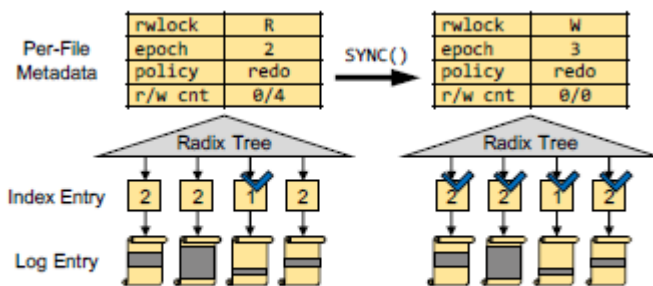 Per-File
Metadata
rwlock R
epoch 2
policy redo
r/w cnt 0/4
SYNC()
rwlock W
epoch 3
policy redo
r/w cnt 0/0
Radix Tree
Radix Tree
Index Entry
2 2 1 2
2 2 1 2
Log Entry